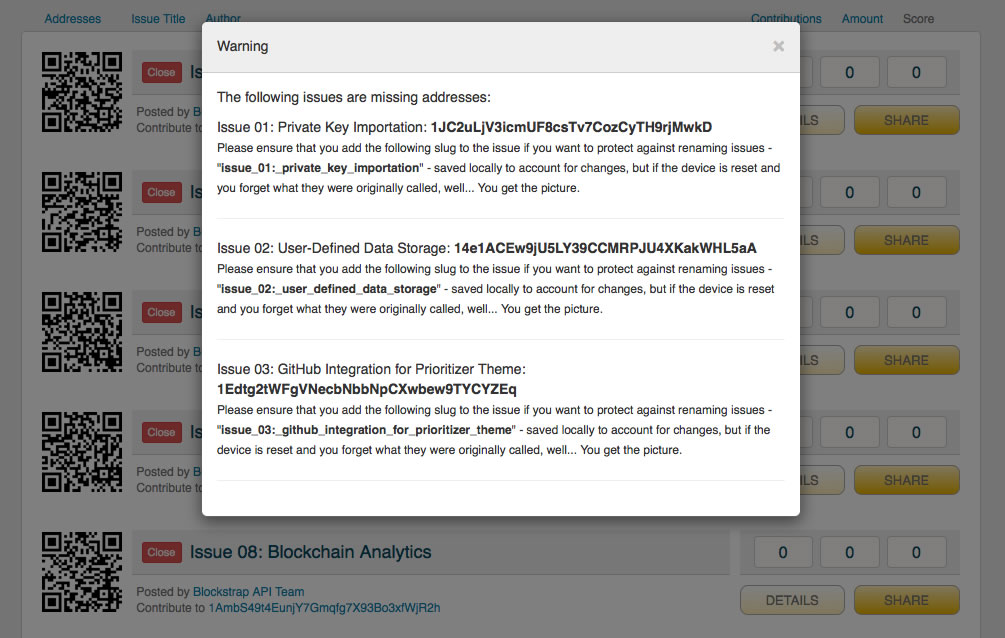 Addresses Issue Title Author Contributions Amount Score
Warning ×
Close Is 0 0
Posted by B
Contribute to
LS SHARE
The following issues are missing addresses:
Issue 01: Private Key Importation: 1JC2uLjV3icmUF8csTv7CozCyTH9rjMwkD
Please ensure that you add the following slug to the issue if you want to protect against renaming issues -
"issue_01:_private_key_importation" - saved locally to account for changes, but if the device is reset and
you forget what they were originally called, well... You get the picture.
Close Is 0 0
Posted by B
Contribute to
LS SHARE
Issue 02: User-Defined Data Storage: 14e1ACEw9jU5LY39CCMRPJU4XKakWHL5aA
Please ensure that you add the following slug to the issue if you want to protect against renaming issues -
"issue_02:_user_defined_data_storage" - saved locally to account for changes, but if the device is reset
and you forget what they were originally called, well... You get the picture.
Close Is 0 0
Posted by B
Contribute to
LS SHARE
Issue 03: GitHub Integration for Prioritizer Theme:
1Edtg2tWFgVNecbNbbNpCXwbew9TYCYZEq
Please ensure that you add the following slug to the issue if you want to protect against renaming issues -
"issue_03:_github_integration_for_prioritizer_theme" - saved locally to account for changes, but if the
device is reset and you forget what they were originally called, well... You get the picture.
Close Is 0 0
Posted by B
Contribute to
LS SHARE
Close Issue 08: Blockchain Analytics 0 0 0
Posted by Blockstrap API Team
Contribute to 1AmbS49t4EunjY7Gmqfg7X93Bo3xfWjR2h
DETAILS SHARE